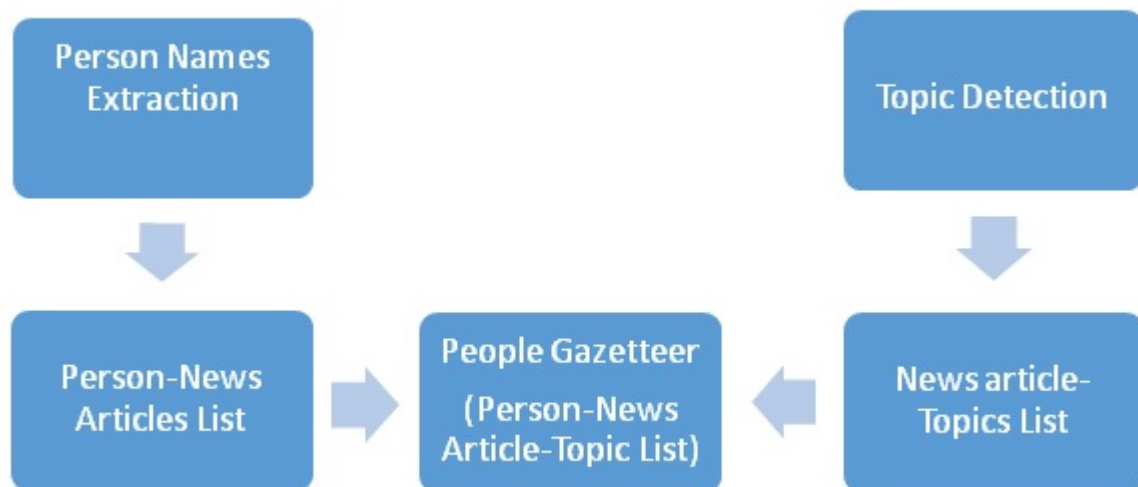 Person Names
Extraction
Topic Detection
Person-News
Articles List
People Gazetteer
(Person-News
Article-Topic List)
News article-
Topics List